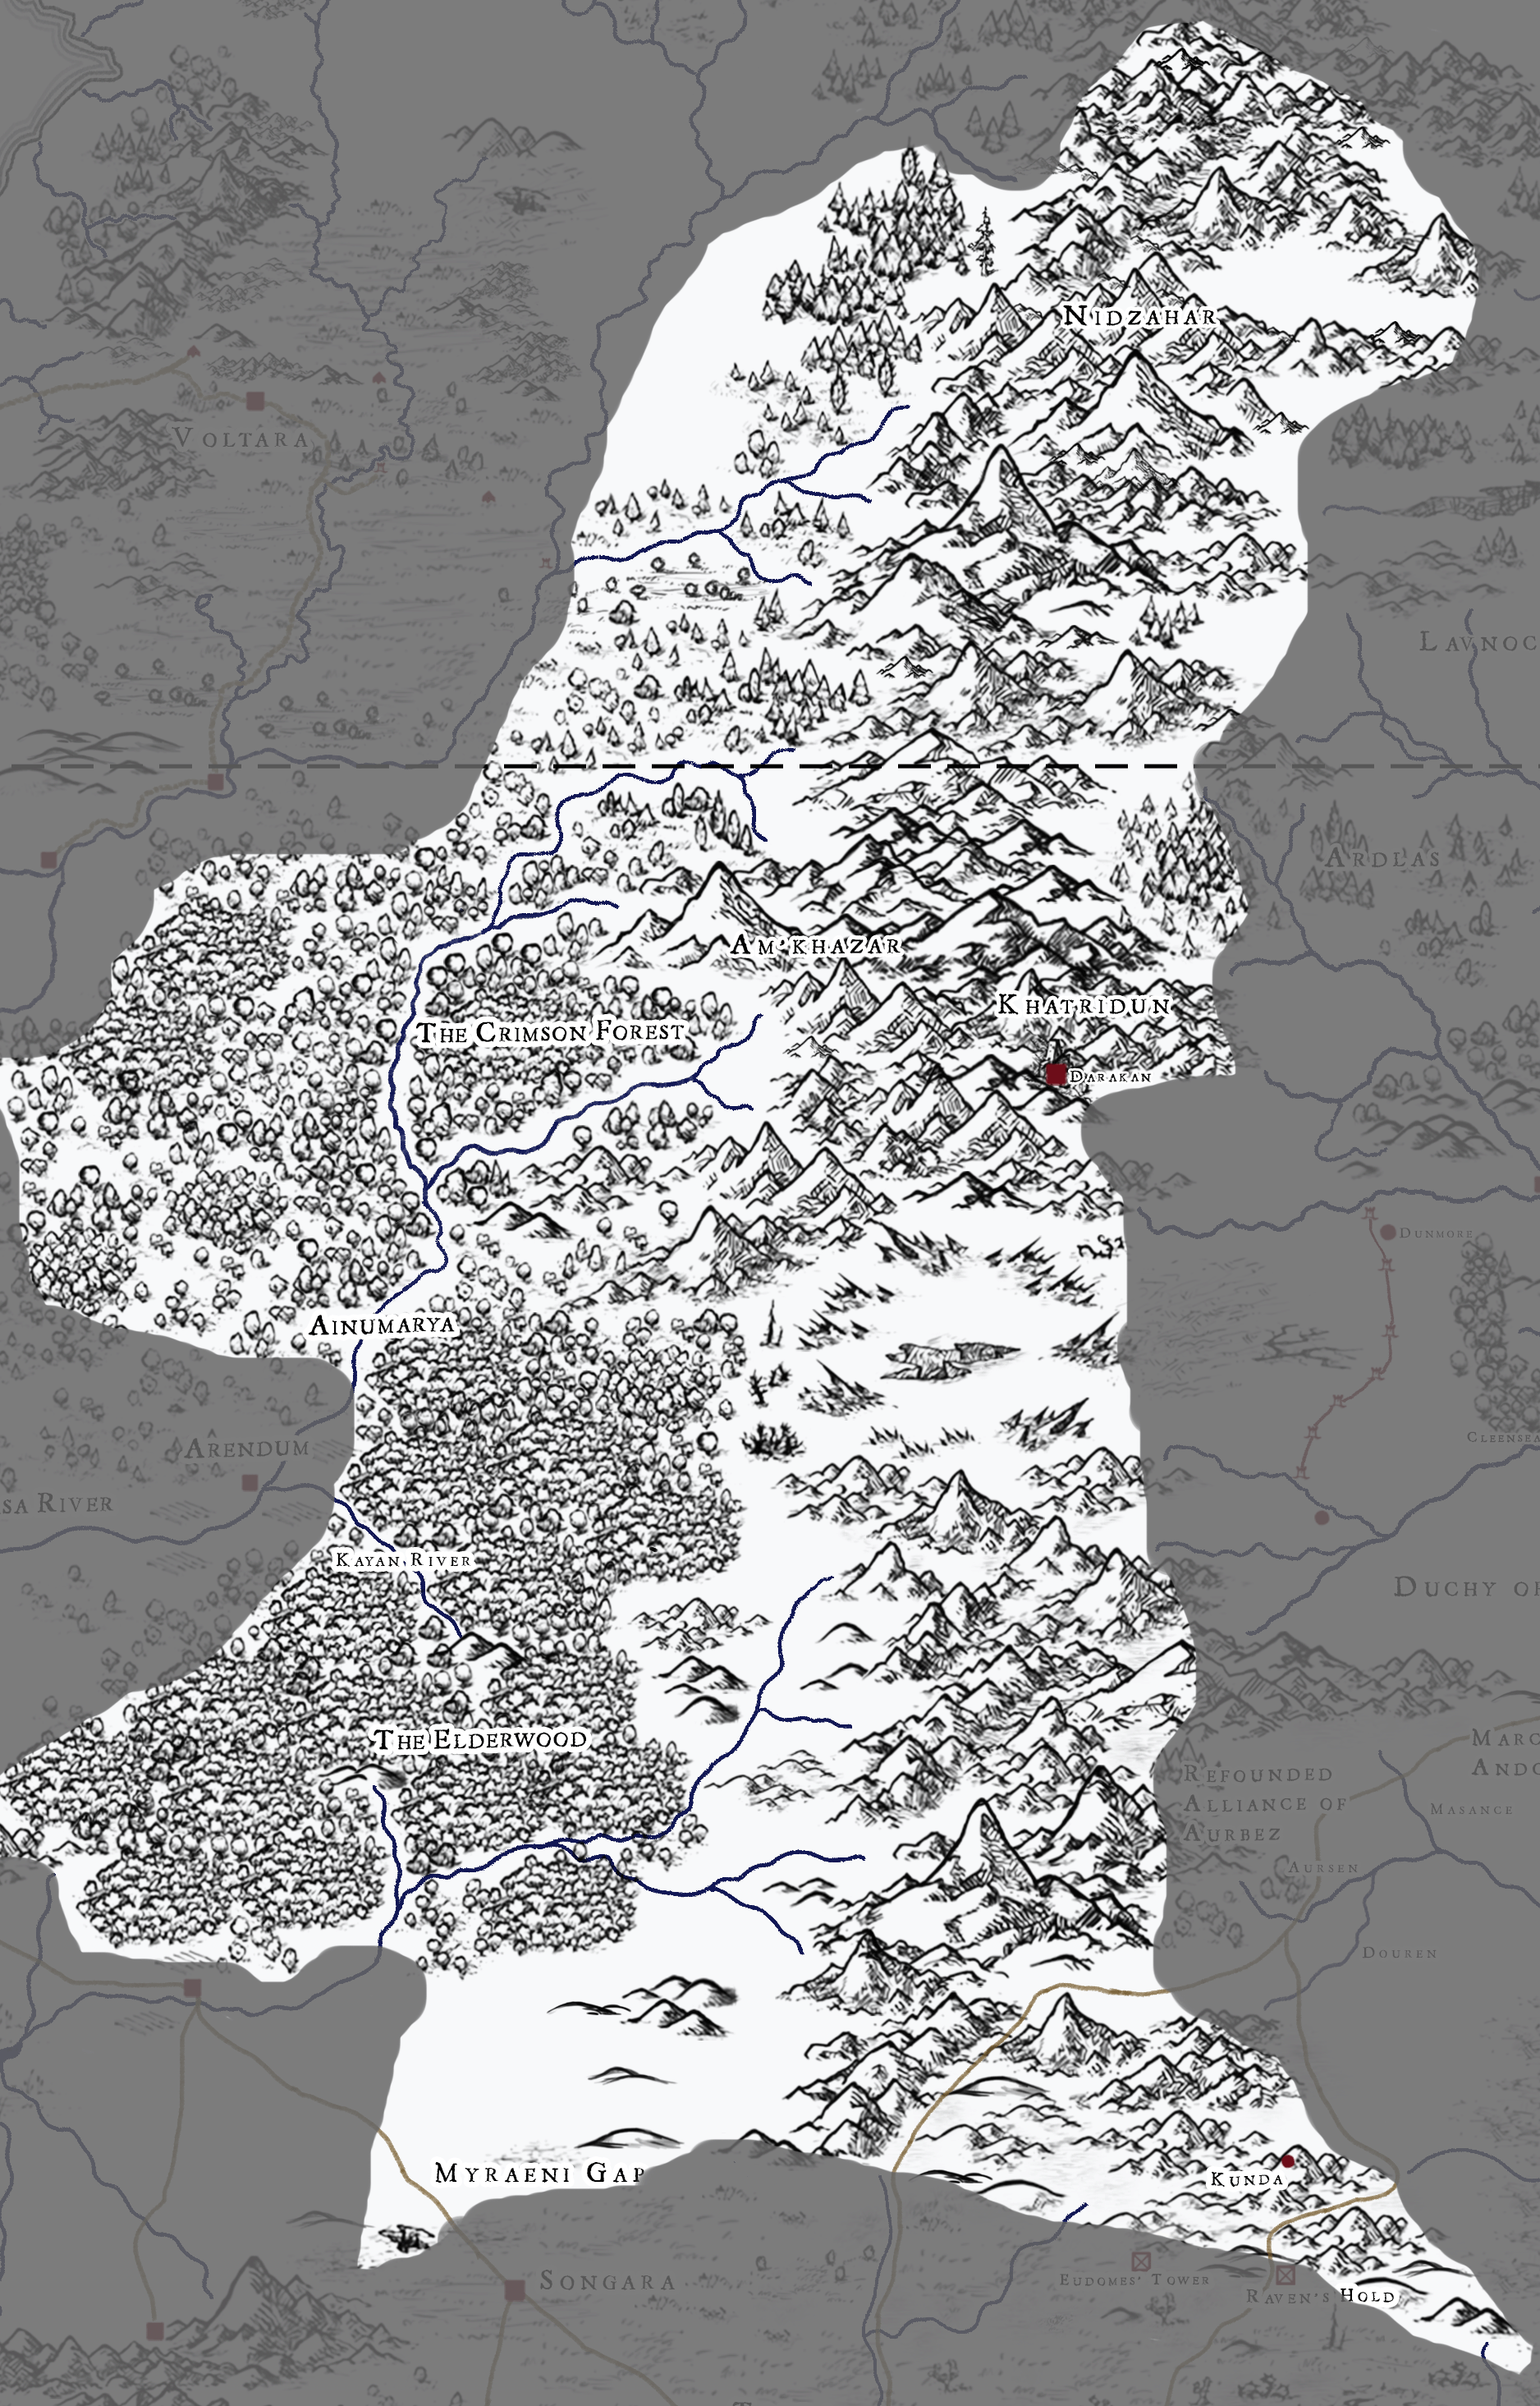 Nidzahar
Voltara
Lavnoc
Ardlas
Am'khazar
Khatridun
The Crimson Forest
Darakan
Dunmore
Ainumarya
Arendum
Cleensea
sa River
Kayan River
Duchy of
The Elderwood
Marc
Ando
Refounded
Alliance of
Aurbez
Masance
Aursen
Douren
Myraeni Gap
Kunda
Songara
Eudomes' Tower
Raven's Hold